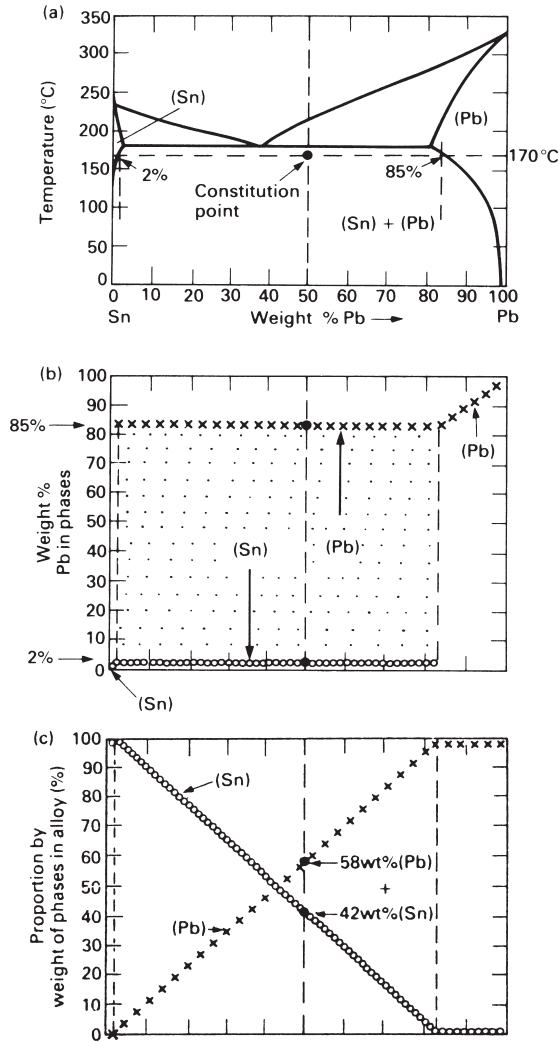 (a)
350
300
250
200
150
100
50
0
Temperature (°C)
(Sn)
(Pb)
170°C
2%
Constitution
point
85%
(Sn) + (Pb)
0 10 20 30 40 50 60 70 80 90 100
Sn Weight % Pb → Pb
(b)
100
90
85% →
80
70
60
50
40
30
20
10
2% →
0
Weight %
Pb in phases
(Sn)
(Pb)
(Pb)
(Sn)
(c)
100
90
80
70
60
50
40
30
20
10
0
Proportion by
weight of phases in alloy (%)
(Sn)
58wt%(Pb)
+
42wt%(Sn)
(Pb)